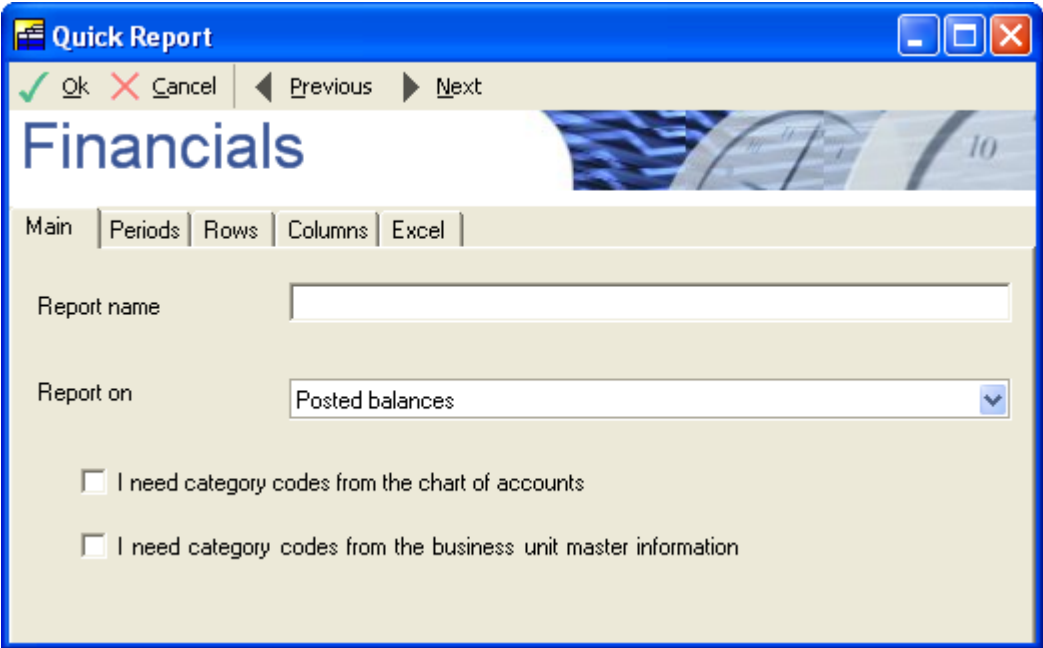 Quick Report
Ok Cancel Previous Next
Financials
10
Main Periods Rows Columns Excel
Report name
Report on Posted balances
I need category codes from the chart of accounts
I need category codes from the business unit master information